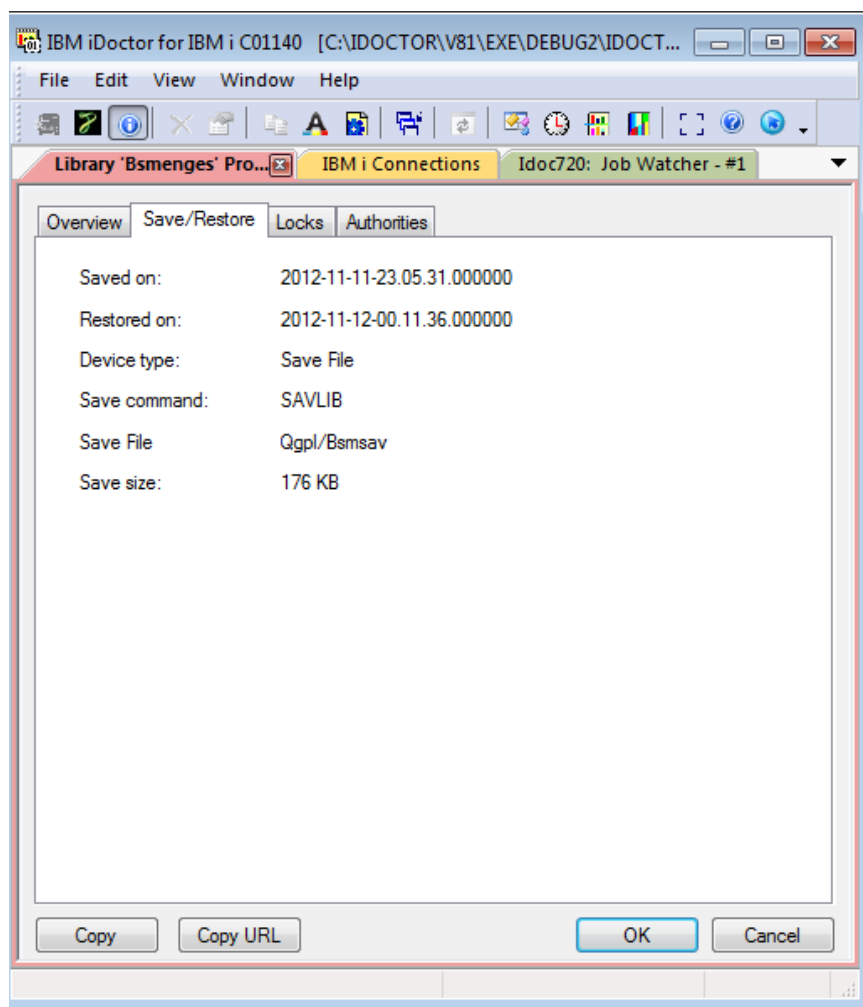 IBM iDoctor for IBM i C01140 [C:\IDOCTOR\V81\EXE\DEBUG2\IDOCT...
File Edit View Window Help
Library 'Bsmenges' Pro... IBM i Connections Idoc720: Job Watcher - #1
Overview Save/Restore Locks Authorities
Saved on: 2012-11-11-23.05.31.000000
Restored on: 2012-11-12-00.11.36.000000
Device type: Save File
Save command: SAVLIB
Save File Qgpl/Bsmsav
Save size: 176 KB
Copy Copy URL OK Cancel